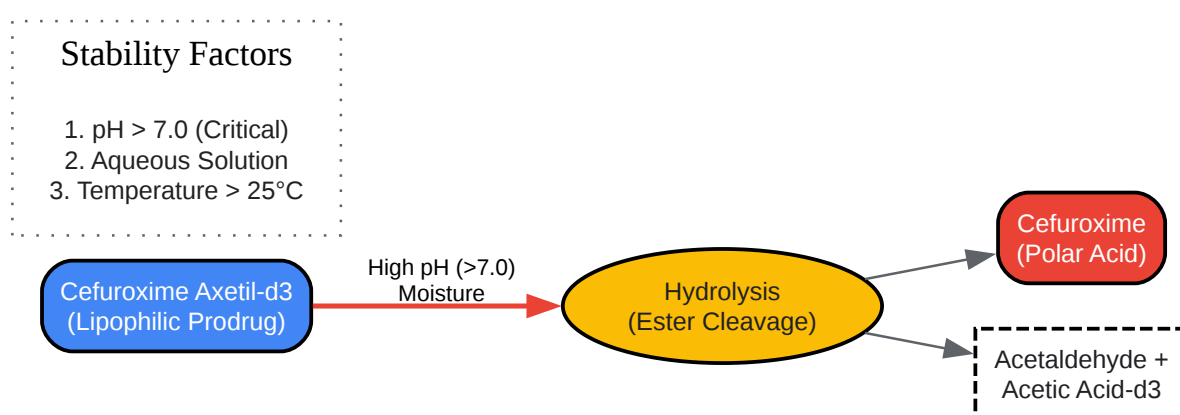 Stability Factors
1. pH > 7.0 (Critical)
2. Aqueous Solution
3. Temperature > 25°C
Cefuroxime Axetil-d3
(Lipophilic Prodrug)
High pH (>7.0)
Moisture
Hydrolysis
(Ester Cleavage)
Cefuroxime
(Polar Acid)
Acetaldehyde +
Acetic Acid-d3